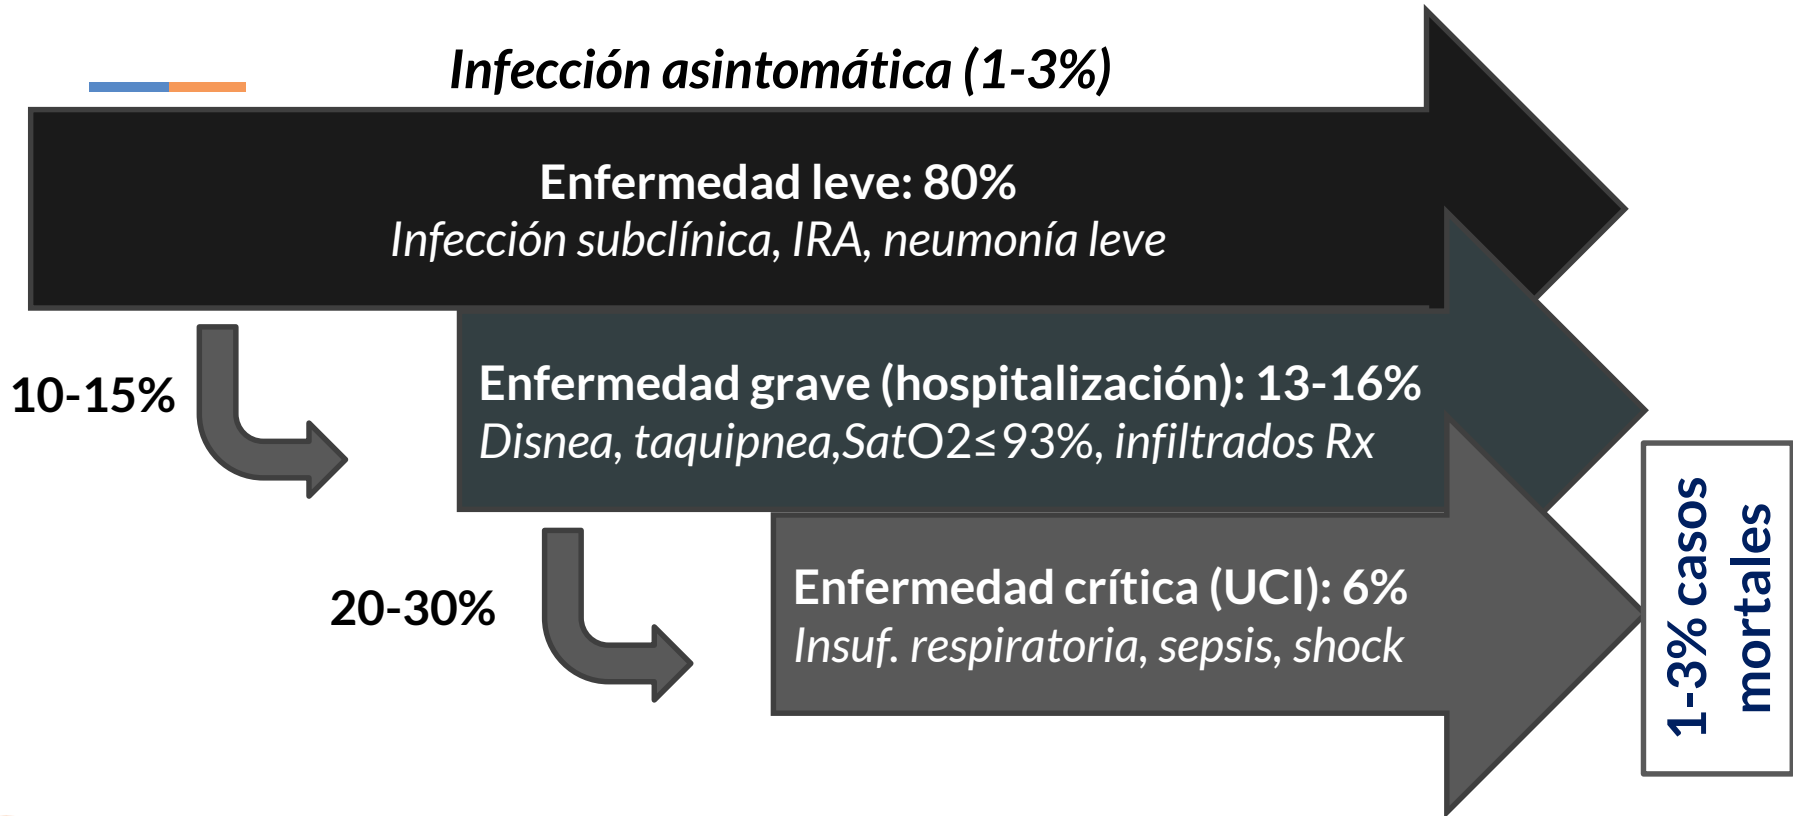 Infección asintomática (1-3%)
Enfermedad leve: 80%
Infección subclínica, IRA, neumonía leve
10-15%
Enfermedad grave (hospitalización): 13-16%
Disnea, taquipnea,SatO2≤93%, infiltrados Rx
20-30%
Enfermedad crítica (UCI): 6%
Insuf. respiratoria, sepsis, shock
1-3% casos
mortales